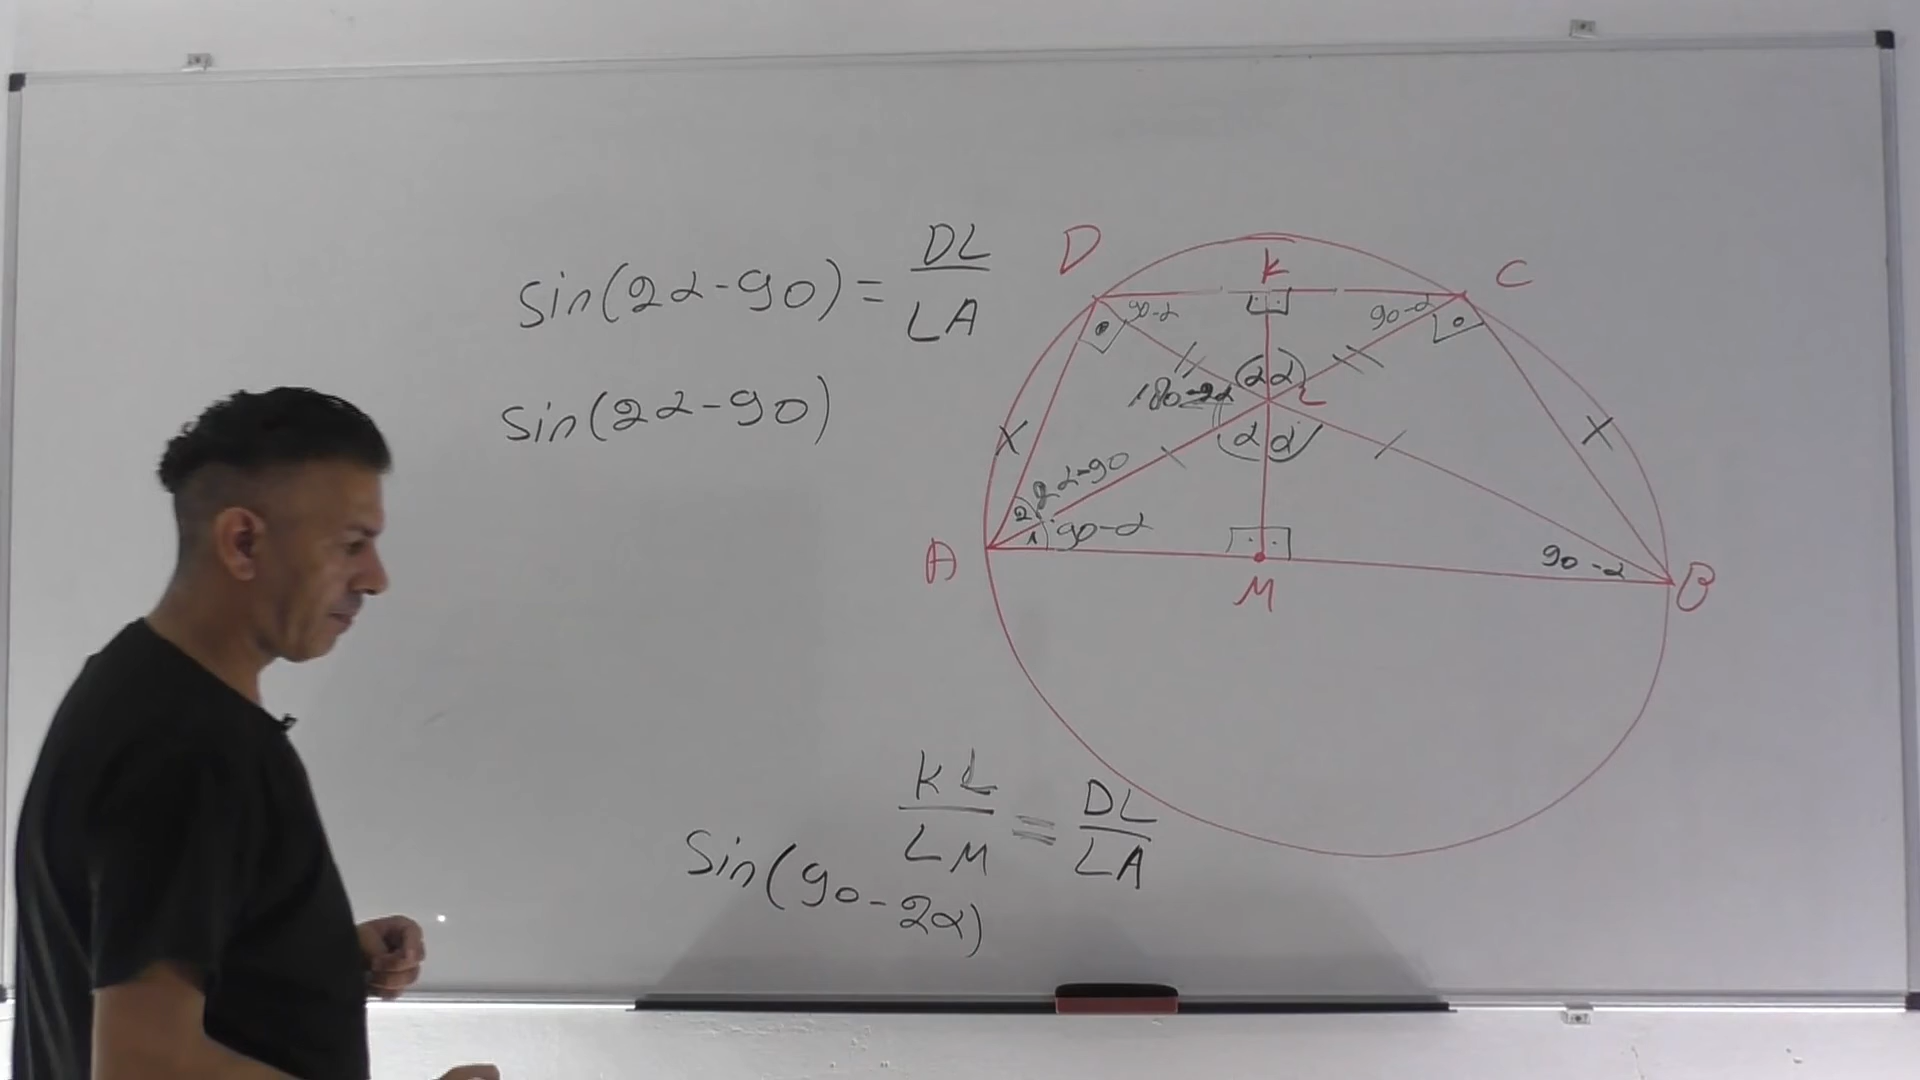 sin(2α-90) = DL/LA
sin(2α-90)
D K C
90-α 90-α
α α
180-2α L
α α
X X
2α-90
2
1 90-α
90-α
A M B
KL/LM = DL/LA
sin(90-2α)